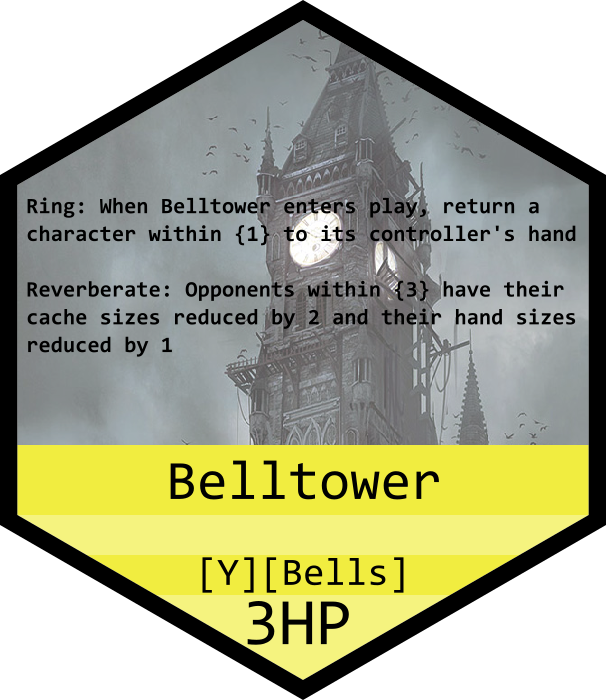 Ring: When Belltower enters play, return a
character within {1} to its controller's hand
Reverberate: Opponents within {3} have their
cache sizes reduced by 2 and their hand sizes
reduced by 1
Belltower
[Y][Bells]
3HP